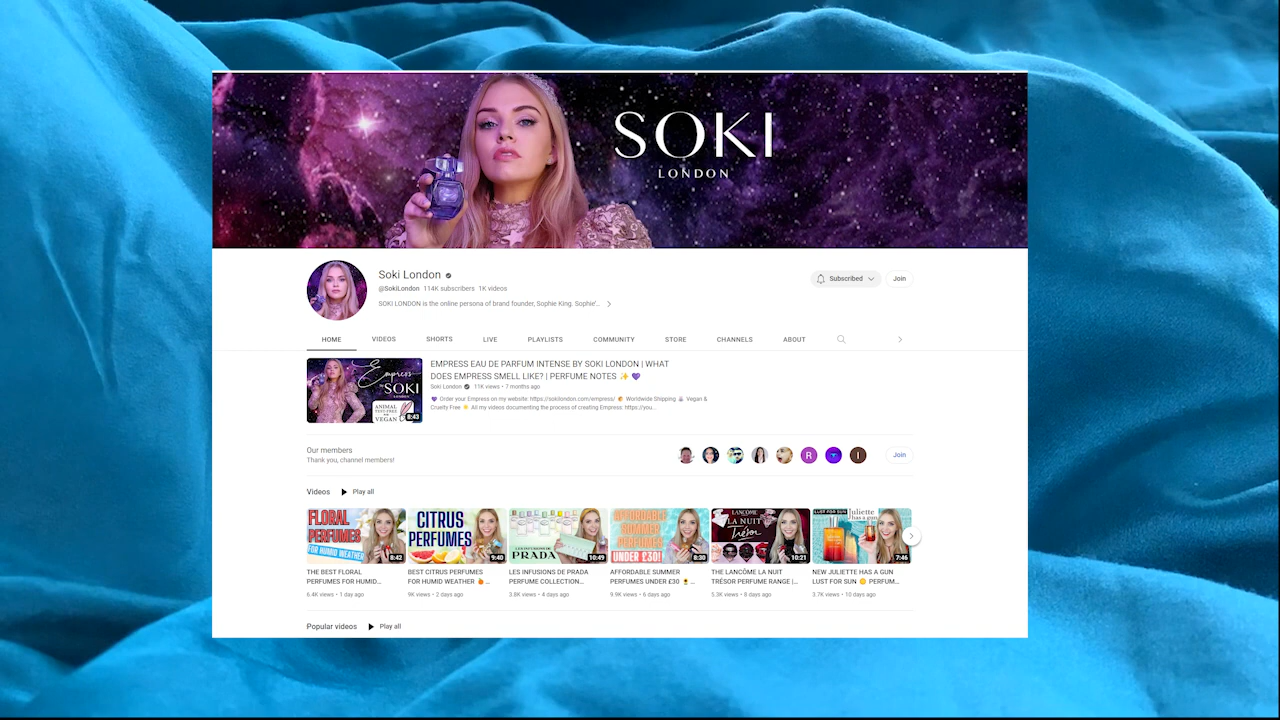 SOKI
LONDON
Soki London
@SokiLondon 114K subscribers 1K videos
SOKI LONDON is the online persona of brand founder, Sophie King. Sophie'...
Subscribed
Join
HOME
VIDEOS
SHORTS
LIVE
PLAYLISTS
COMMUNITY
STORE
CHANNELS
ABOUT
Empress
BY SOKI
LONDON
ANIMAL
TEST-FREE
VEGAN
8:43
EMPRESS EAU DE PARFUM INTENSE BY SOKI LONDON | WHAT
DOES EMPRESS SMELL LIKE? | PERFUME NOTES ✨ 💜
Soki London 11K views • 7 months ago
💜 Order your Empress on my website: https://sokilondon.com/empress/ Worldwide Shipping Vegan &
Cruelty Free All my videos documenting the process of creating Empress: https://you...
Our members
Thank you, channel members!
R
I
Join
Videos
Play all
FLORAL
PERFUMES
FOR HUMID WEATHER
8:42
CITRUS
PERFUMES
9:40
LES INFUSIONS DE
PRADA
10:49
AFFORDABLE
SUMMER
PERFUMES
UNDER £30!
8:30
LANCÔME
LA NUIT
Trésor
10:21
LUST FOR SUN
Juliette
has a gun
7:46
THE BEST FLORAL
PERFUMES FOR HUMID...
6.4K views • 1 day ago
BEST CITRUS PERFUMES
FOR HUMID WEATHER 🍊 ...
9K views • 2 days ago
LES INFUSIONS DE PRADA
PERFUME COLLECTION...
3.8K views • 4 days ago
AFFORDABLE SUMMER
PERFUMES UNDER £30 🌻 ...
9.9K views • 6 days ago
THE LANCÔME LA NUIT
TRÉSOR PERFUME RANGE |...
5.3K views • 8 days ago
NEW JULIETTE HAS A GUN
LUST FOR SUN 🌞 PERFUM...
3.7K views • 10 days ago
Popular videos
Play all